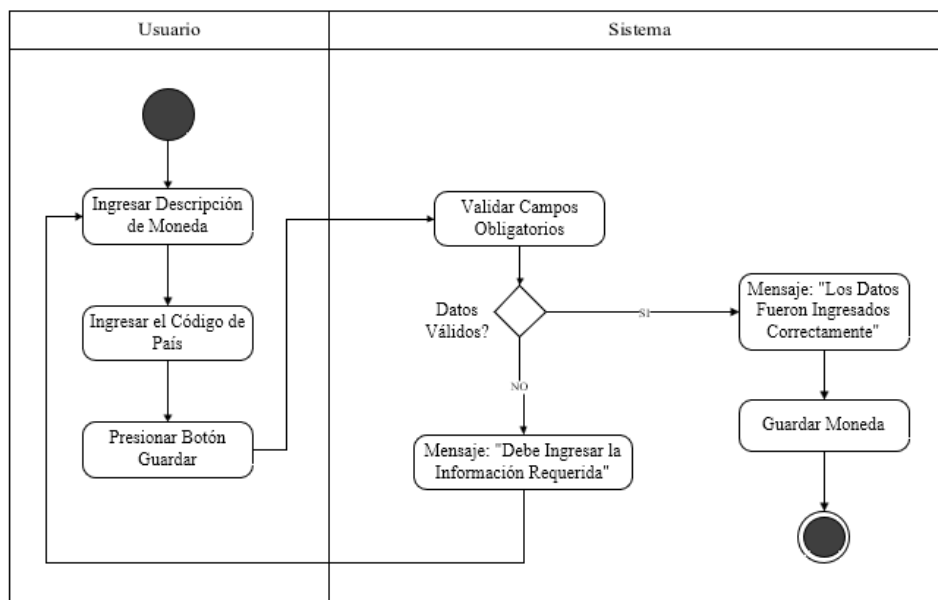 Usuario
Sistema
Ingresar Descripción
de Moneda
Ingresar el Código de
País
Presionar Botón
Guardar
Validar Campos
Obligatorios
Datos
Válidos?
SI
NO
Mensaje: "Debe Ingresar la
Información Requerida"
Mensaje: "Los Datos
Fueron Ingresados
Correctamente"
Guardar Moneda